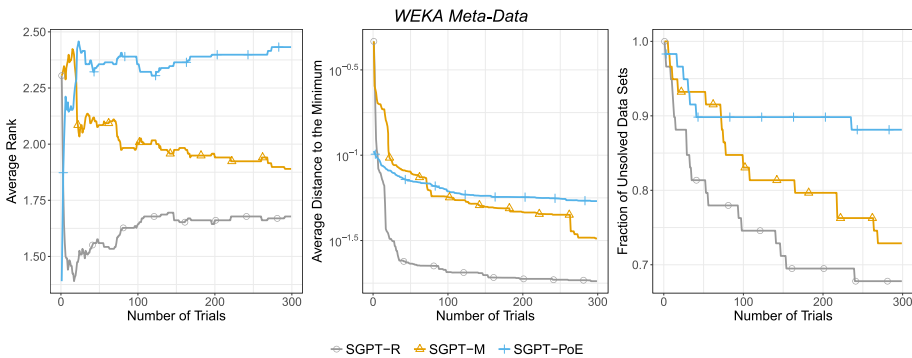 WEKA Meta-Data
Average Rank
2.50
2.25
2.00
1.75
1.50
0 100 200 300
Number of Trials
Average Distance to the Minimum
10^−0.5
10^−1
10^−1.5
0 100 200 300
Number of Trials
Fraction of Unsolved Data Sets
1.0
0.9
0.8
0.7
0 100 200 300
Number of Trials
SGPT−R SGPT−M SGPT−PoE